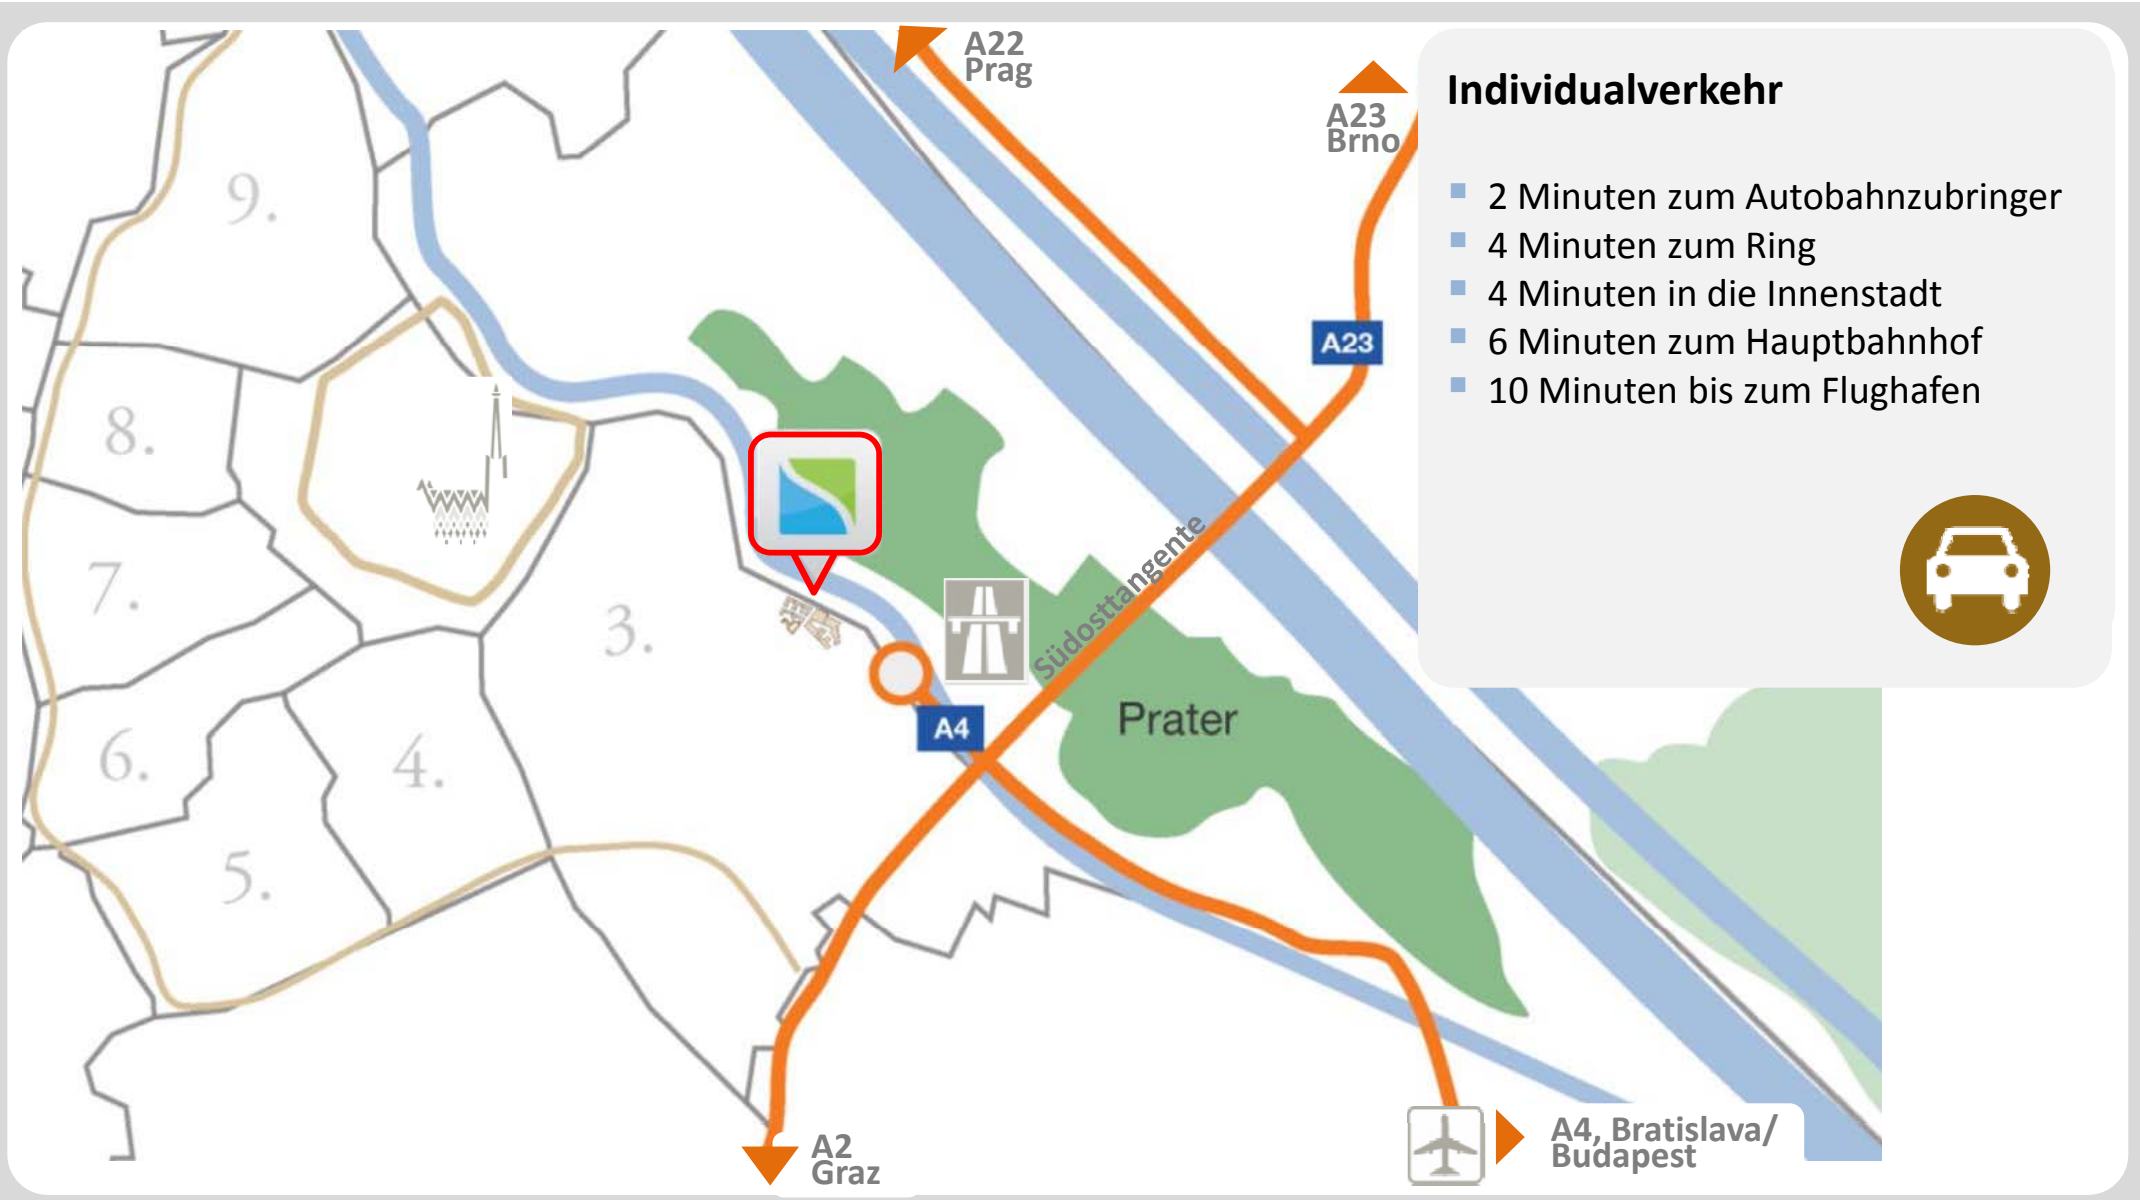 A22
Prag
A23
Brno
Individualverkehr
2 Minuten zum Autobahnzubringer
4 Minuten zum Ring
4 Minuten in die Innenstadt
6 Minuten zum Hauptbahnhof
10 Minuten bis zum Flughafen
9.
A23
8.
7.
3.
Südosttangente
A4
Prater
6.
4.
5.
A2
Graz
A4, Bratislava/
Budapest